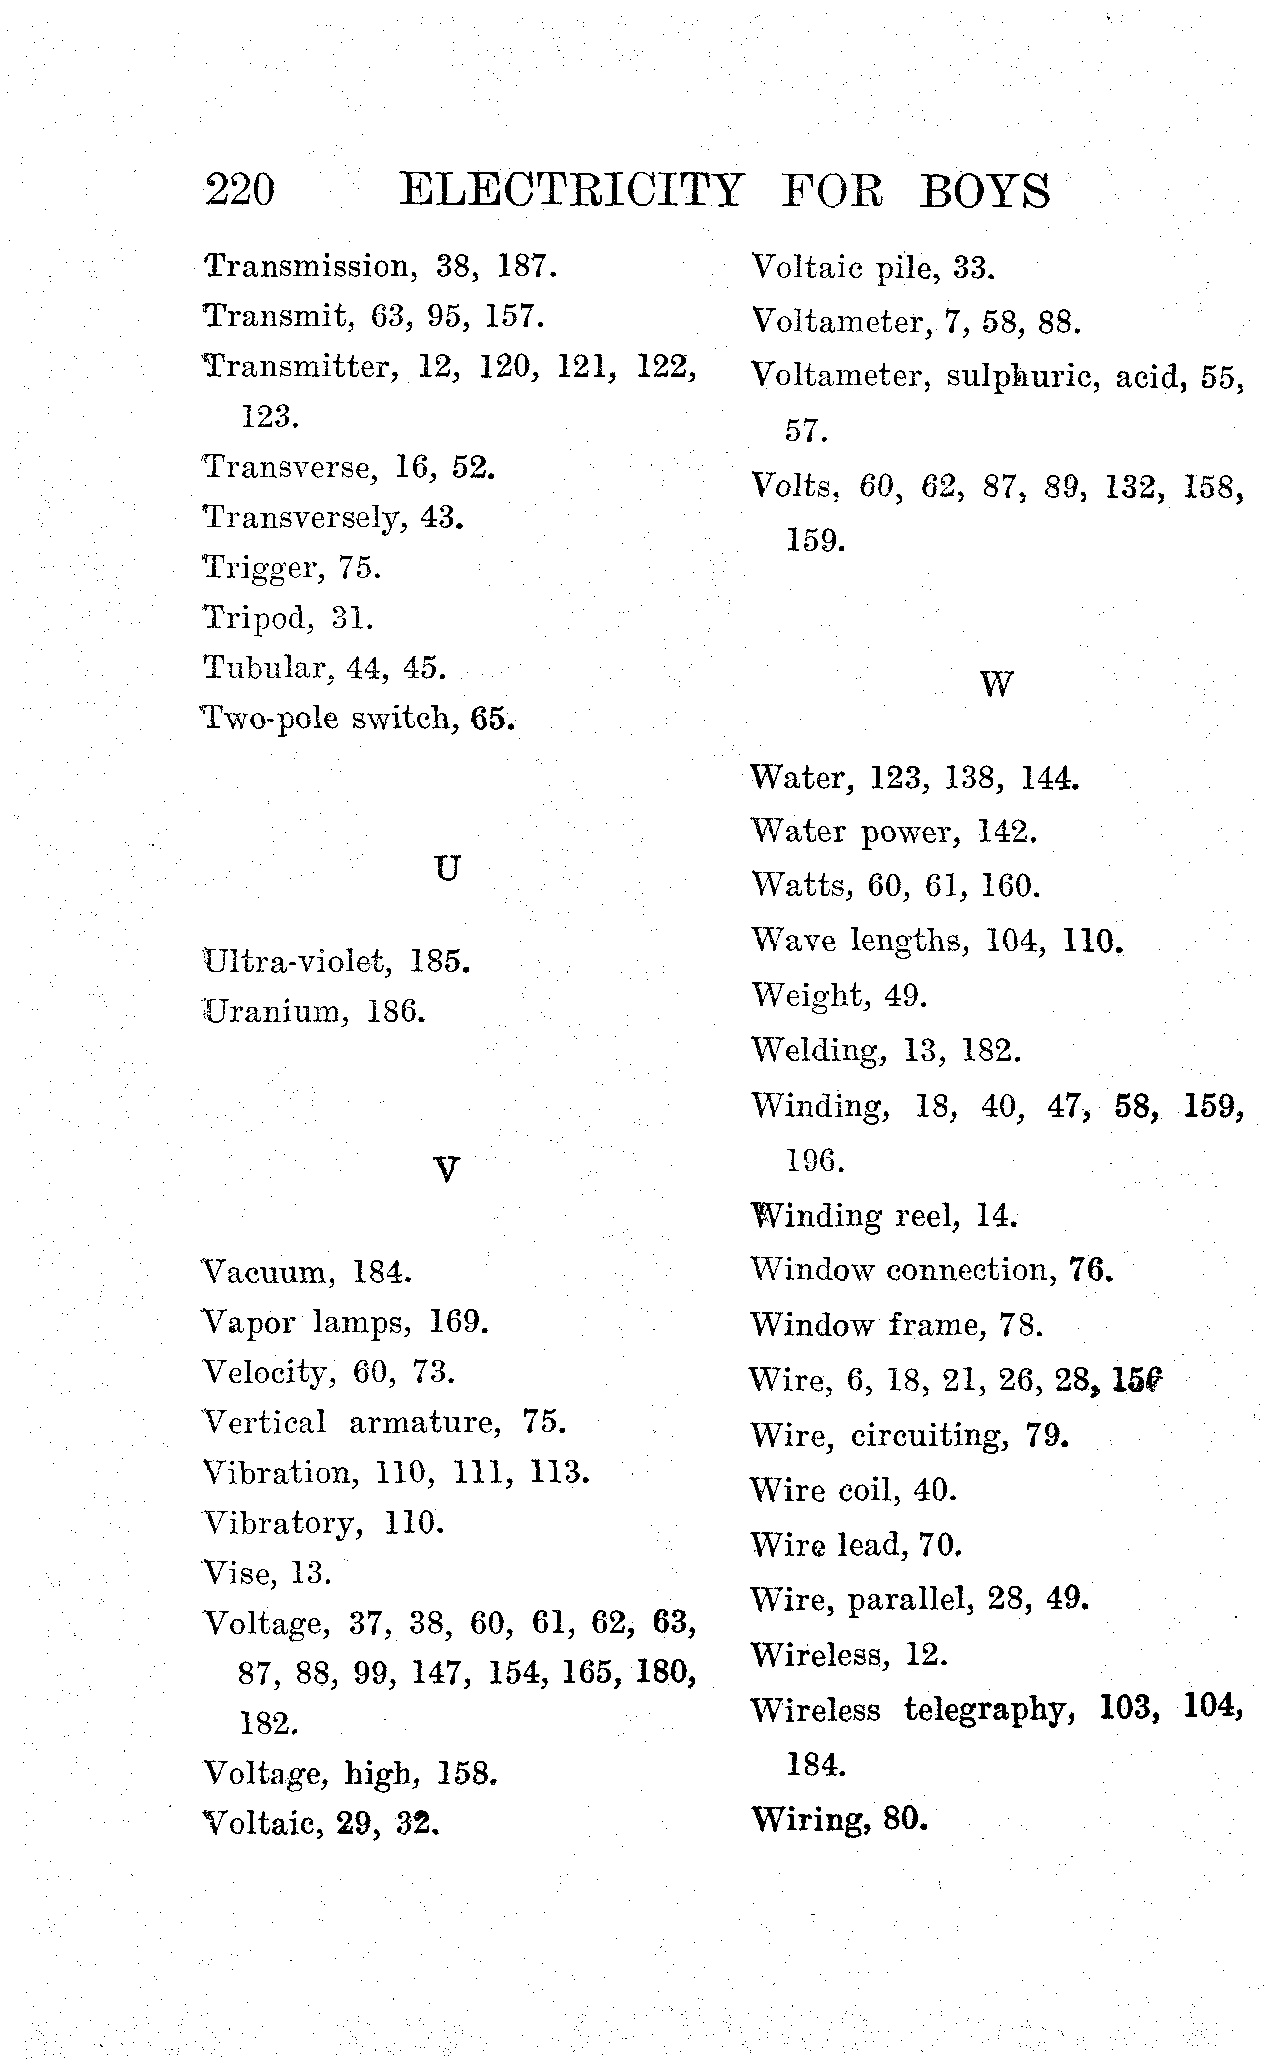 220 ELECTRICITY FOR BOYS
Transmission, 38, 187.
Transmit, 63, 95, 157.
Transmitter, 12, 120, 121, 122,
123.
Transverse, 16, 52.
Transversely, 43.
Trigger, 75.
Tripod, 31.
Tubular, 44, 45.
Two-pole switch, 65.
U
Ultra-violet, 185.
Uranium, 186.
V
Vacuum, 184.
Vapor lamps, 169.
Velocity, 60, 73.
Vertical armature, 75.
Vibration, 110, 111, 113.
Vibratory, 110.
Vise, 13.
Voltage, 37, 38, 60, 61, 62, 63,
87, 88, 99, 147, 154, 165, 180,
182.
Voltage, high, 158.
Voltaic, 29, 32.
Voltaic pile, 33.
Voltameter, 7, 58, 88.
Voltameter, sulphuric, acid, 55,
57.
Volts, 60, 62, 87, 89, 132, 158,
159.
W
Water, 123, 138, 144.
Water power, 142.
Watts, 60, 61, 160.
Wave lengths, 104, 110.
Weight, 49.
Welding, 13, 182.
Winding, 18, 40, 47, 58, 159,
196.
Winding reel, 14.
Window connection, 76.
Window frame, 78.
Wire, 6, 18, 21, 26, 28,
Wire, circuiting, 79.
Wire coil, 40.
Wire lead, 70.
Wire, parallel, 28, 49.
Wireless, 12.
Wireless telegraphy, 103, 104,
184.
Wiring, 80.